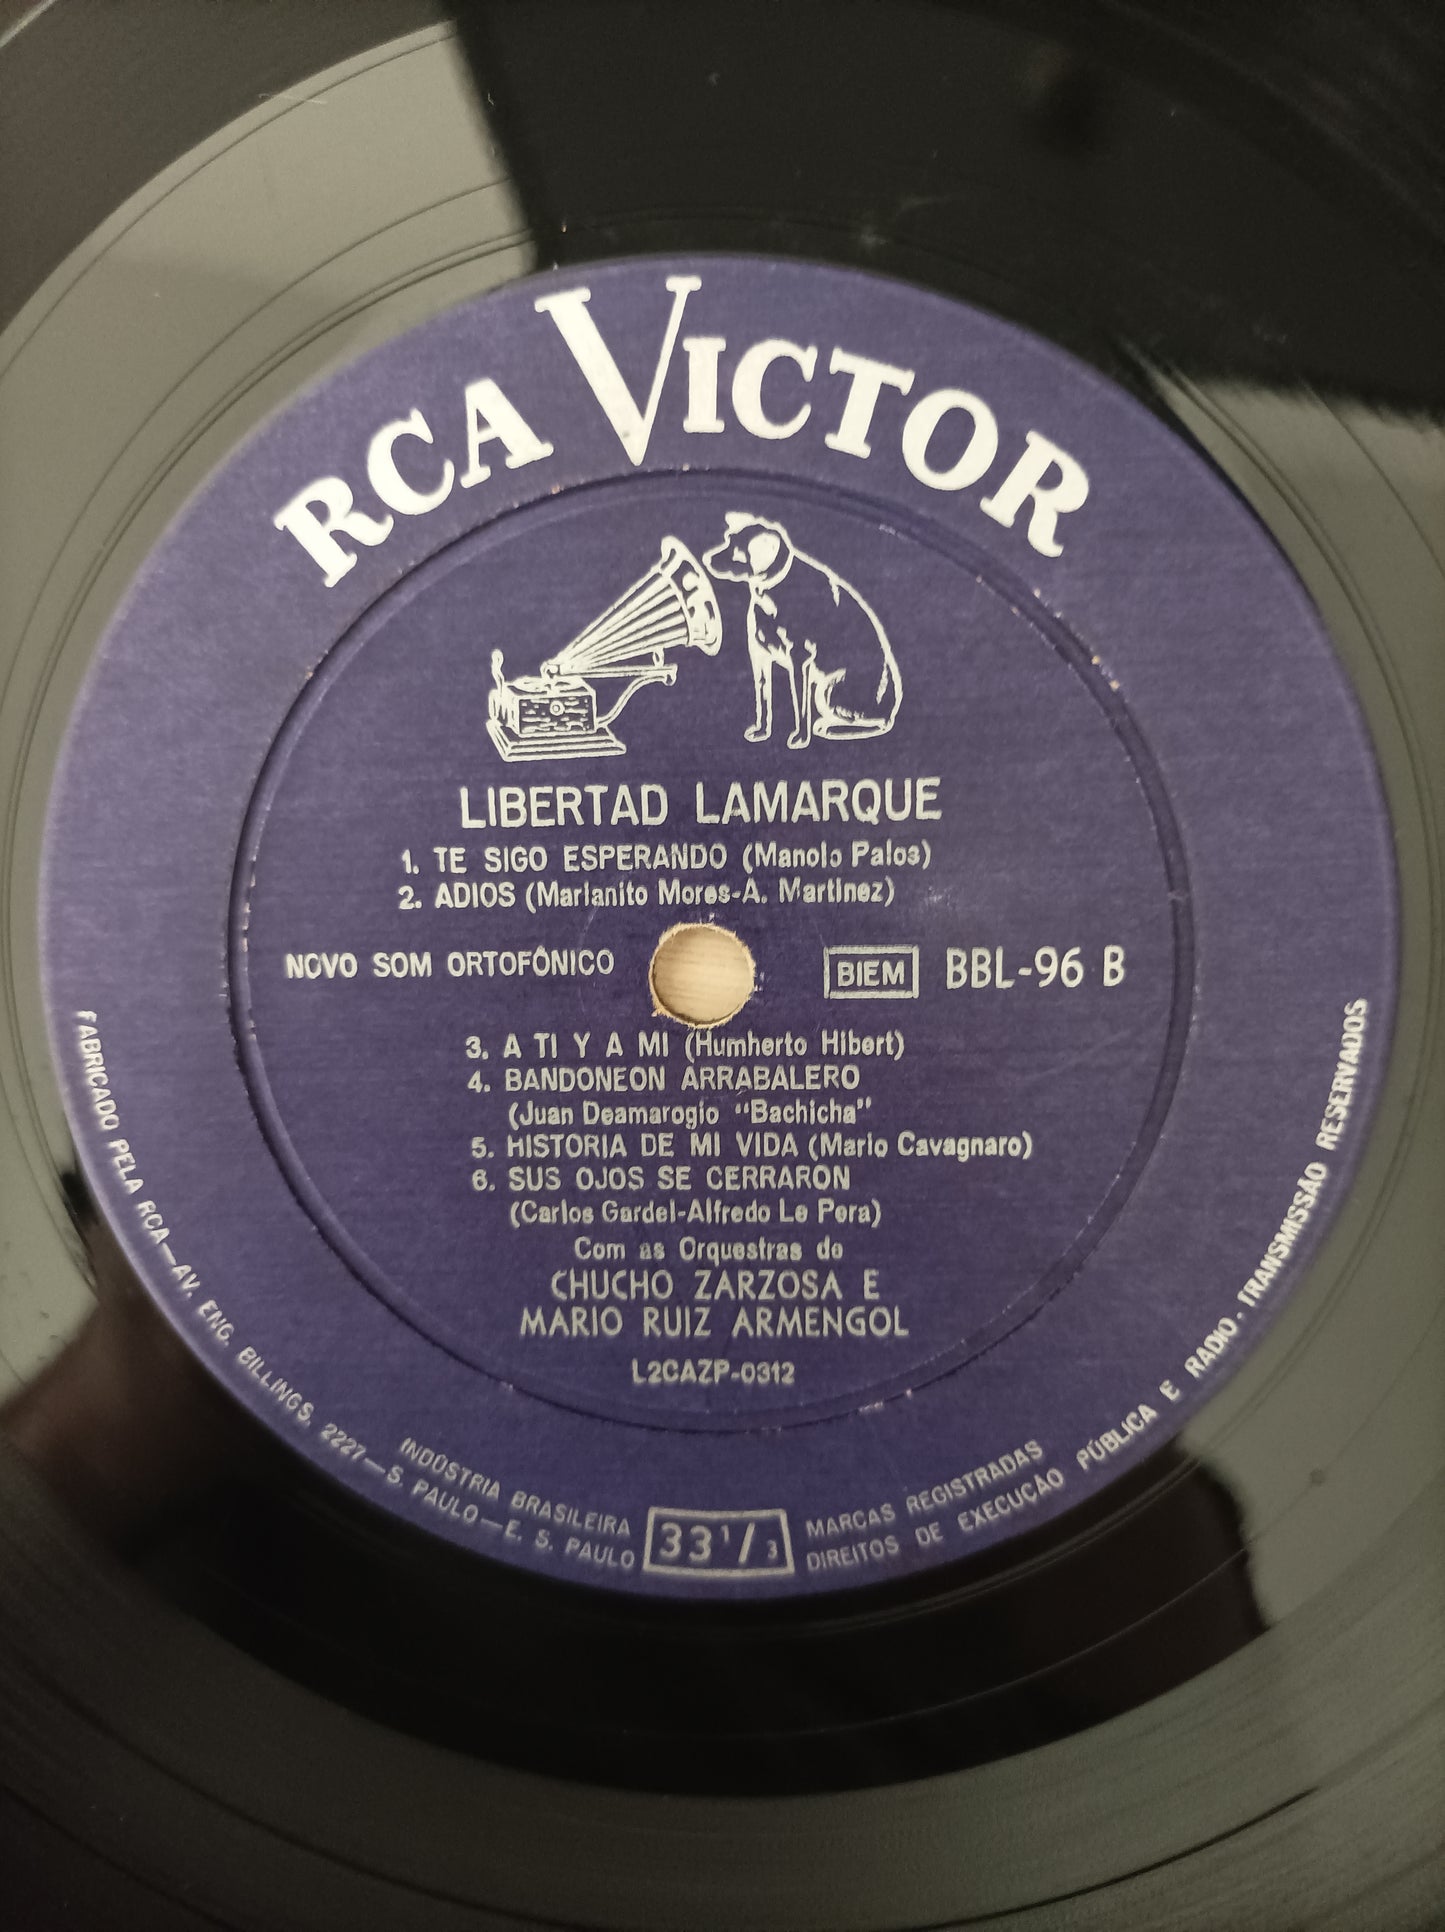 RCA VICTOR
LIBERTAD LAMARQUE
1. TE SIGO ESPERANDO (Manolo Palos)
2. ADIOS (Marianito Mores-A. Martinez)
NOVO SOM ORTOFÔNICO
BIEM BBL-96 B
3. A TI Y A MI (Humherto Hibert)
4. BANDONEON ARRABALERO
(Juan Deamarogio "Bachicha"
5. HISTORIA DE MI VIDA (Mario Cavagnaro)
6. SUS OJOS SE CERRARON
(Carlos Gardel-Alfredo Le Pera)
Com as Orquestras de
CHUCHO ZARZOSA E
MARIO RUIZ ARMENGOL
L2CAZP-0312
INDÚSTRIA BRASILEIRA
FABRICADO PELA RCA—AV. ENG. BILLINGS, 2227—S. PAULO—E. S. PAULO
33 1/3
MARCAS REGISTRADAS
DIREITOS DE EXECUÇÃO PÚBLICA E RADIO-TRANSMISSÃO RESERVADOS